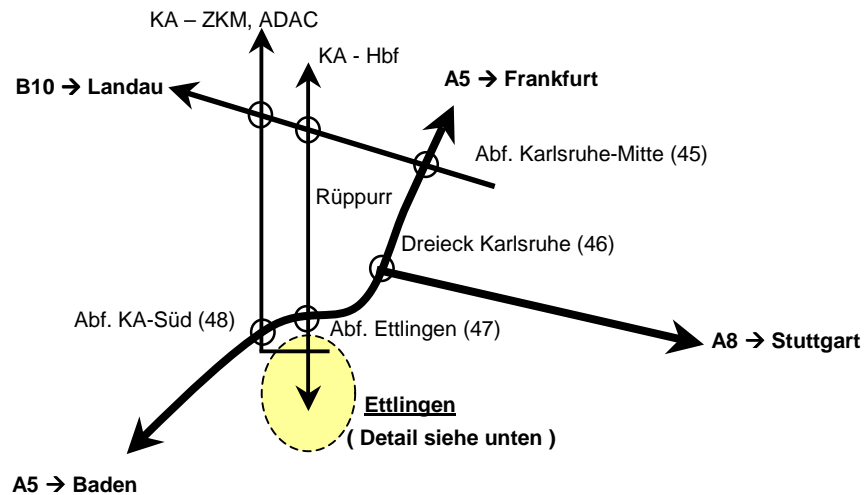 KA – ZKM, ADAC
KA - Hbf
A5 → Frankfurt
B10 → Landau
Abf. Karlsruhe-Mitte (45)
Rüppurr
Dreieck Karlsruhe (46)
Abf. KA-Süd (48)
Abf. Ettlingen (47)
A8 → Stuttgart
Ettlingen
( Detail siehe unten )
A5 → Baden